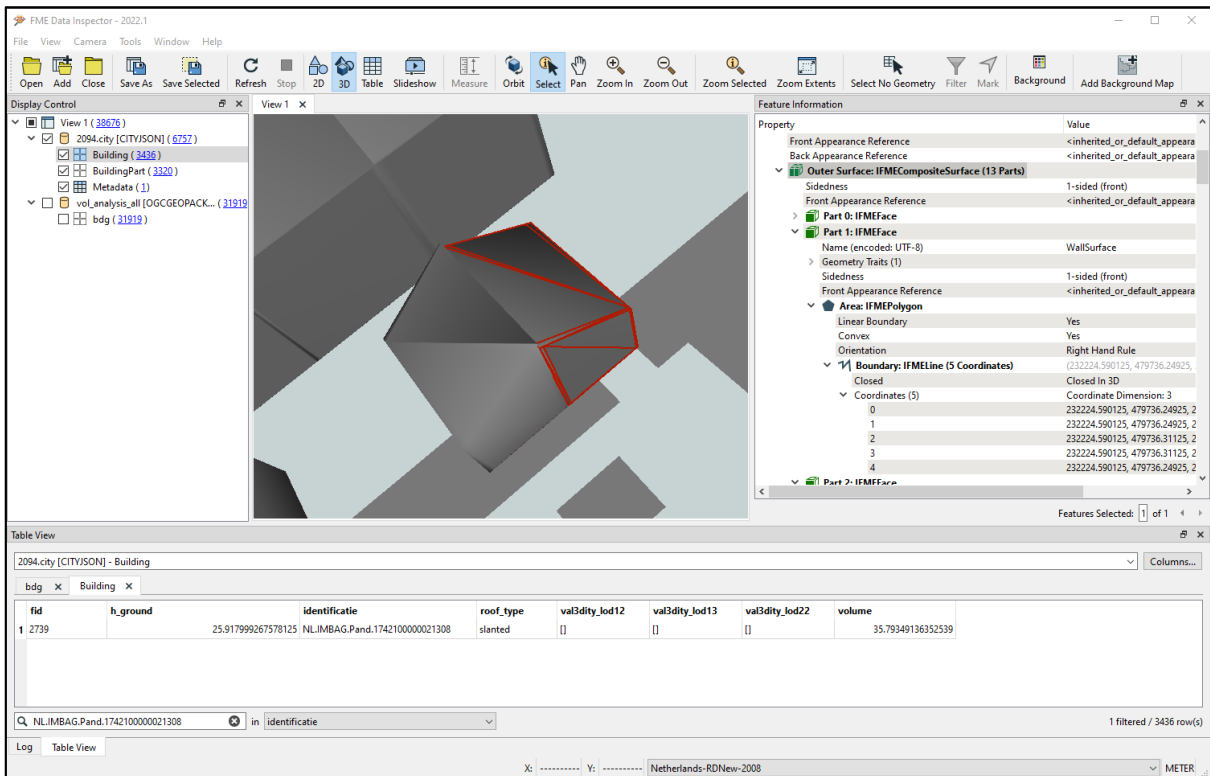 FME Data Inspector - 2022.1
File View Camera Tools Window Help
Open Add Close Save As Save Selected Refresh Stop 2D 3D Table Slideshow Measure Orbit Select Pan Zoom In Zoom Out Zoom Selected Zoom Extents Select No Geometry Filter Mark Background Add Background Map
Display Control
View 1 (38676)
2094.city [CITYJSON] (6757)
Building (3436)
BuildingPart (3320)
Metadata (1)
vol_analysis_all [OGCGEOPACK... (31919
bdg (31919)
View 1
Feature Information
Property Value
Front Appearance Reference <inherited_or_default_appeara
Back Appearance Reference <inherited_or_default_appeara
Outer Surface: IFMECompositeSurface (13 Parts)
Sidedness 1-sided (front)
Front Appearance Reference <inherited_or_default_appeara
Part 0: IFMEFace
Part 1: IFMEFace
Name (encoded: UTF-8) WallSurface
Geometry Traits (1)
Sidedness 1-sided (front)
Front Appearance Reference <inherited_or_default_appeara
Area: IFMEPolygon
Linear Boundary Yes
Convex Yes
Orientation Right Hand Rule
Boundary: IFMELine (5 Coordinates) (232224.590125, 479736.24925,
Closed Closed In 3D
Coordinates (5) Coordinate Dimension: 3
0 232224.590125, 479736.24925, 2
1 232224.590125, 479736.24925, 2
2 232224.590125, 479736.31125, 2
3 232224.590125, 479736.31125, 2
4 232224.590125, 479736.24925, 2
Part 2: IFMEFace
Features Selected: 1 of 1
Table View
2094.city [CITYJSON] - Building
Columns...
bdg Building
fid h_ground identificatie roof_type val3dity_lod12 val3dity_lod13 val3dity_lod22 volume
1 2739 25.917999267578125 NL.IMBAG.Pand.1742100000021308 slanted [] [] [] 35.79349136352539
NL.IMBAG.Pand.1742100000021308 in identificatie 1 filtered / 3436 row(s)
Log Table View
X: ---------- Y: ---------- Netherlands-RDNew-2008 METER